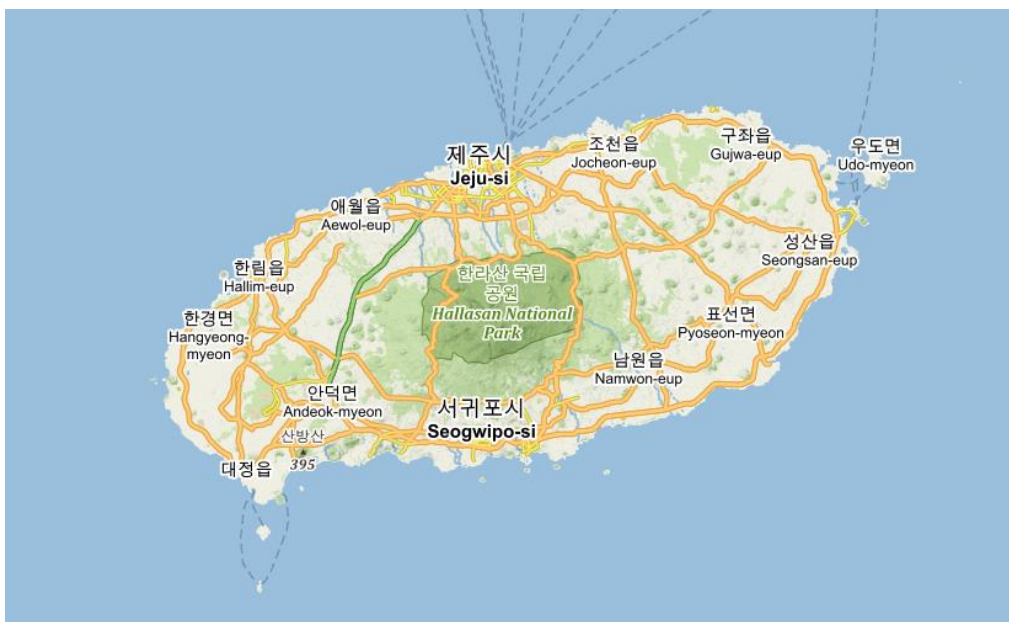 제주시
Jeju-si
조천읍
Jocheon-eup
구좌읍
Gujwa-eup
우도면
Udo-myeon
애월읍
Aewol-eup
성산읍
Seongsan-eup
한림읍
Hallim-eup
한라산 국립
공원
Hallasan National
Park
한경면
Hangyeong-
myeon
표선면
Pyoseon-myeon
남원읍
Namwon-eup
안덕면
Andeok-myeon
서귀포시
Seogwipo-si
산방산
395
대정읍